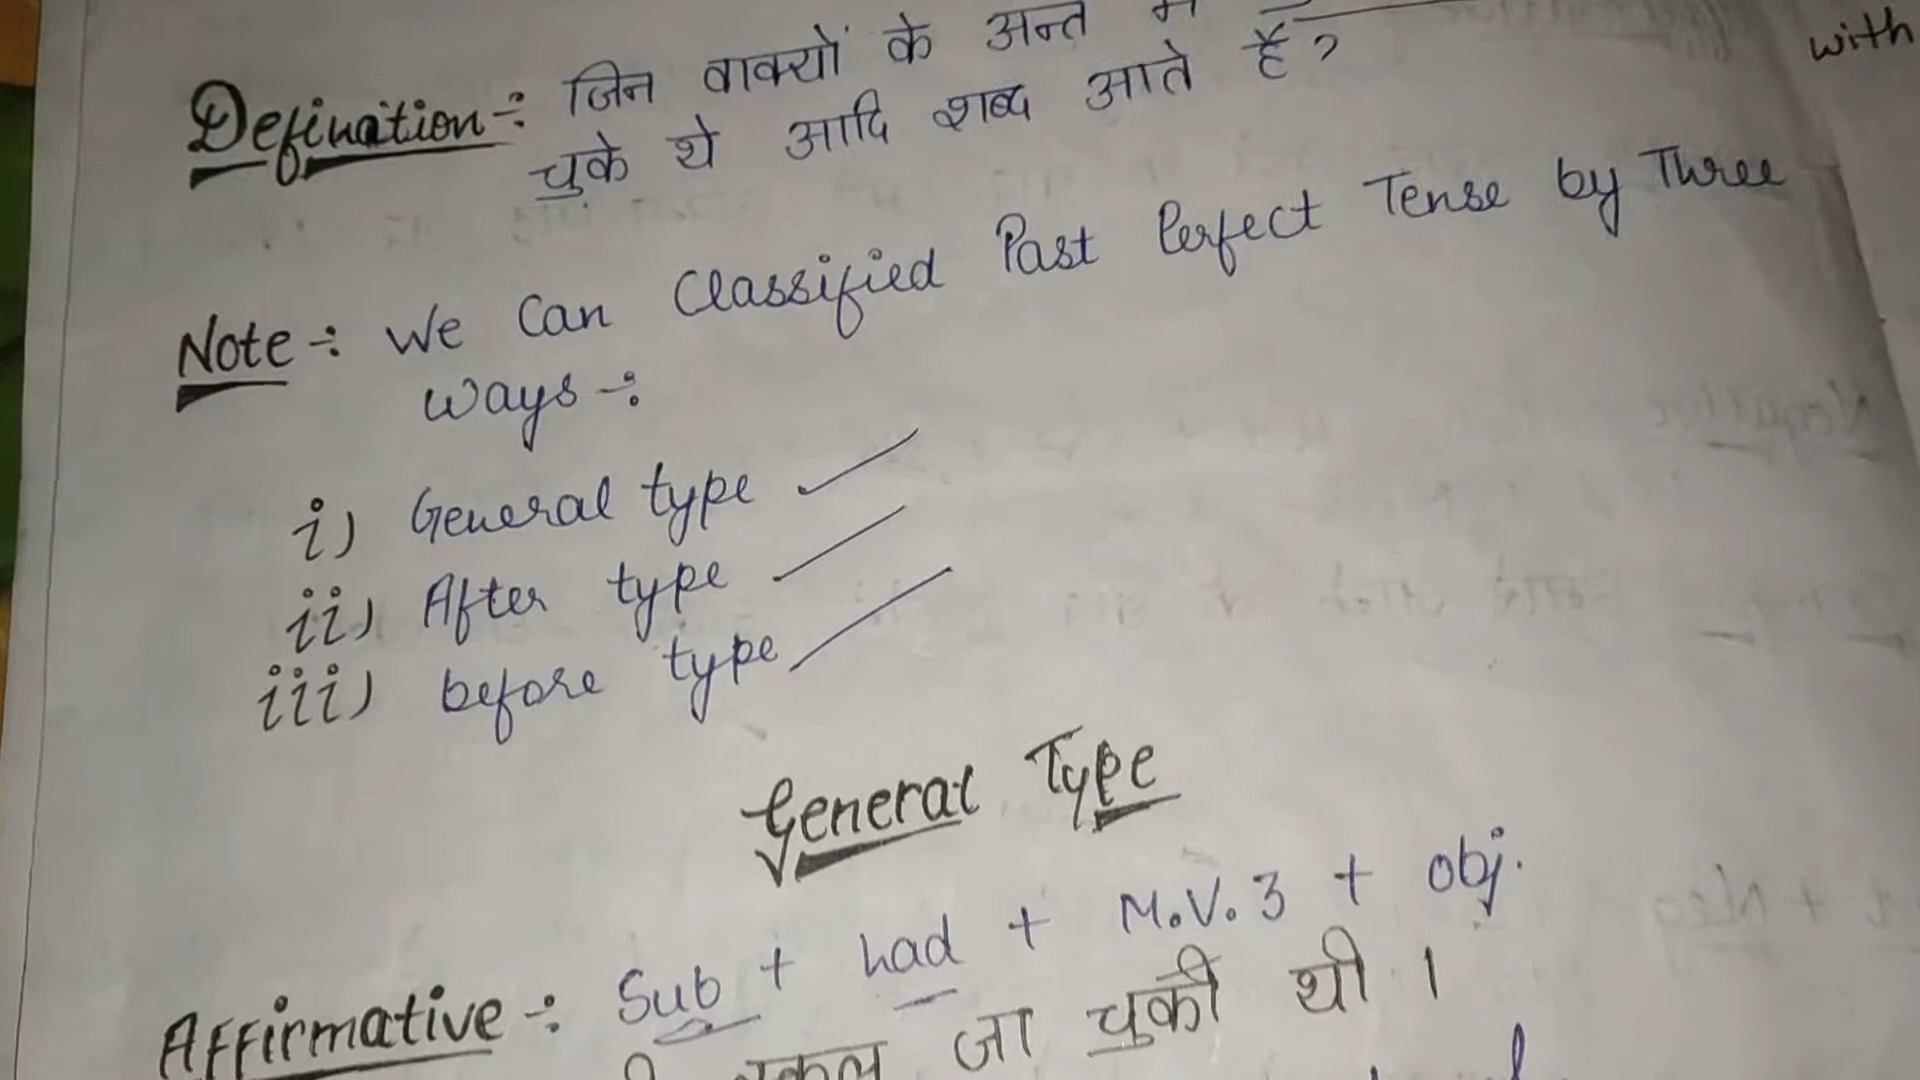 Defination :- जिन वाक्यों के अन्त में
with
चुके थे आदि शब्द आते हैं?
Note :- We Can Classified Past Perfect Tense by Three
Ways -:
i) General type
ii) After type
iii) before type
General Type
Affirmative :- Sub + had + M.V.3 + obj.
स्कूल जा चुकी थी ।